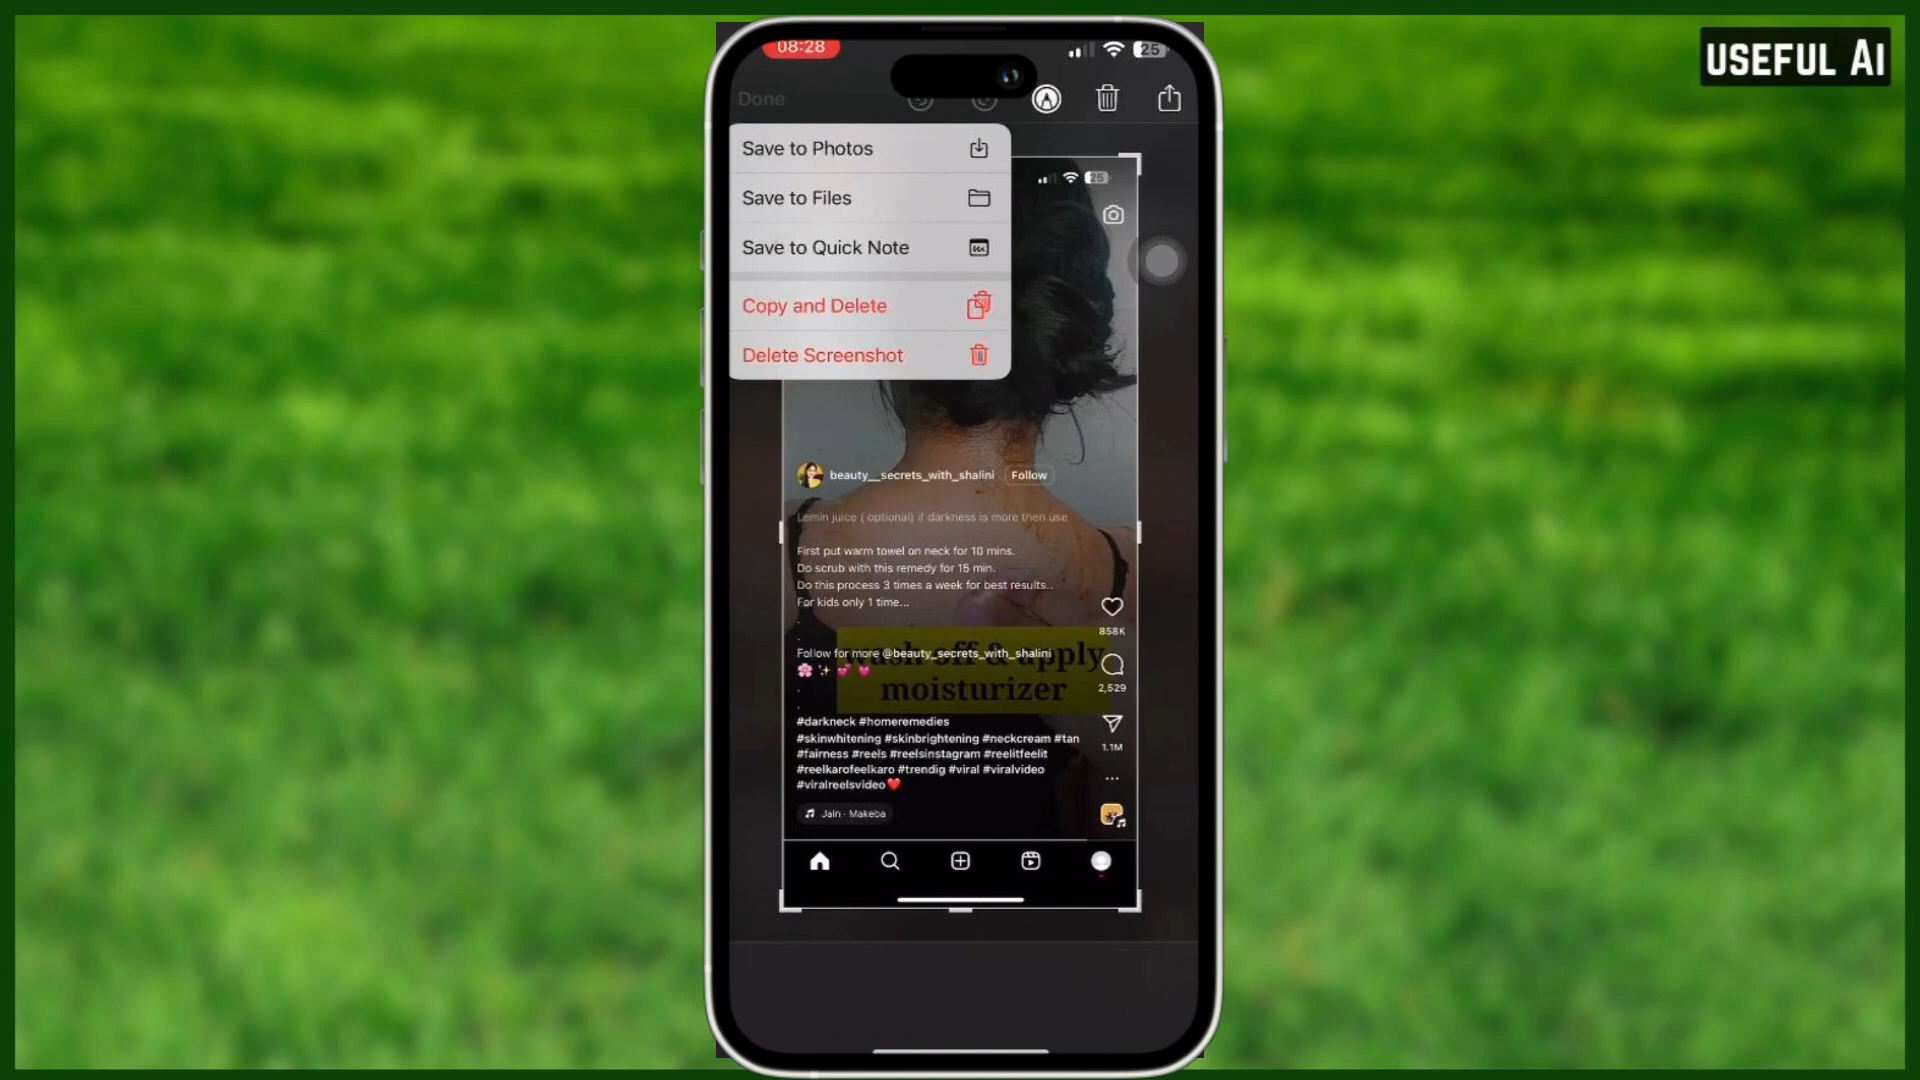 USEFUL AI
08:28
25
Done
Save to Photos
Save to Files
Save to Quick Note
Copy and Delete
Delete Screenshot
25
beauty__secrets_with_shalini Follow
Lemin juice ( optional) if darkness is more then use
First put warm towel on neck for 10 mins.
Do scrub with this remedy for 15 min.
Do this process 3 times a week for best results..
For kids only 1 time...
.
858K
.
Follow for more @beauty_secrets_with_shalini
wash off & apply
🌸 ✨ 💕 💗
moisturizer
2,529
.
.
#darkneck #homeremedies
#skinwhitening #skinbrightening #neckcream #tan
1.1M
#fairness #reels #reelsinstagram #reelitfeelit
#reelkarofeelkaro #trendig #viral #viralvideo
#viralreelsvideo❤️
Jain · Makeba